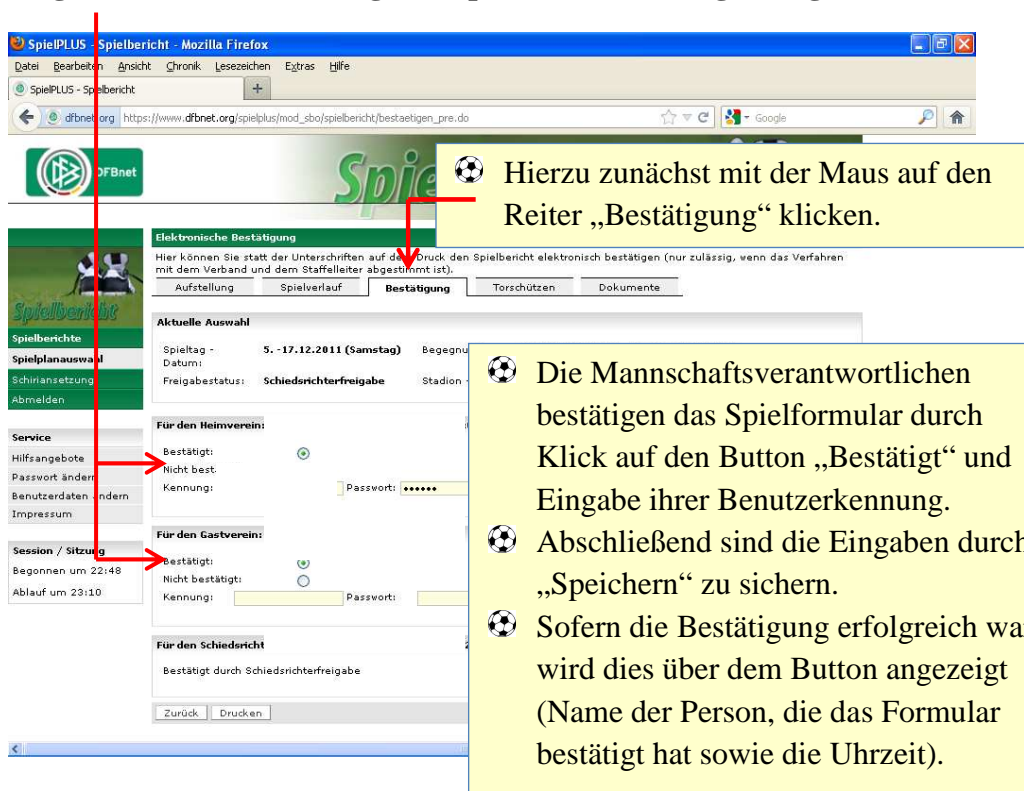 SpielPLUS - Spielbericht - Mozilla Firefox
Datei Bearbeiten Ansicht Chronik Lesezeichen Extras Hilfe
SpielPLUS - Spielbericht
dfbnet.org https://www.dfbnet.org/spielplus/mod_sbo/spielbericht/bestaetigen_pre.do
Google
DFBnet
Hierzu zunächst mit der Maus auf den
Reiter „Bestätigung“ klicken.
Elektronische Bestätigung
Hier können Sie statt der Unterschriften auf dem Druck den Spielbericht elektronisch bestätigen (nur zulässig, wenn das Verfahren
mit dem Verband und dem Staffelleiter abgestimmt ist).
Aufstellung Spielverlauf Bestätigung Torschützen Dokumente
Spielbericht
Spielberichte
Spielplanauswahl
Schiriansetzung
Abmelden
Service
Hilfsangebote
Passwort ändern
Benutzerdaten ändern
Impressum
Session / Sitzung
Begonnen um 22:48
Ablauf um 23:10
Aktuelle Auswahl
Spieltag - 5. -17.12.2011 (Samstag)
Datum:
Freigabestatus: Schiedsrichterfreigabe Stadion
Für den Heimverein:
Bestätigt:
Nicht best
Kennung: Passwort: ••••••
Für den Gastverein:
Bestätigt:
Nicht bestätigt:
Kennung: Passwort:
Für den Schiedsricht
Bestätigt durch Schiedsrichterfreigabe
Zurück Drucken
Die Mannschaftsverantwortlichen
bestätigen das Spielformular durch
Klick auf den Button „Bestätigt“ und
Eingabe ihrer Benutzerkennung.
Abschließend sind die Eingaben durch
„Speichern“ zu sichern.
Sofern die Bestätigung erfolgreich war
wird dies über dem Button angezeigt
(Name der Person, die das Formular
bestätigt hat sowie die Uhrzeit).